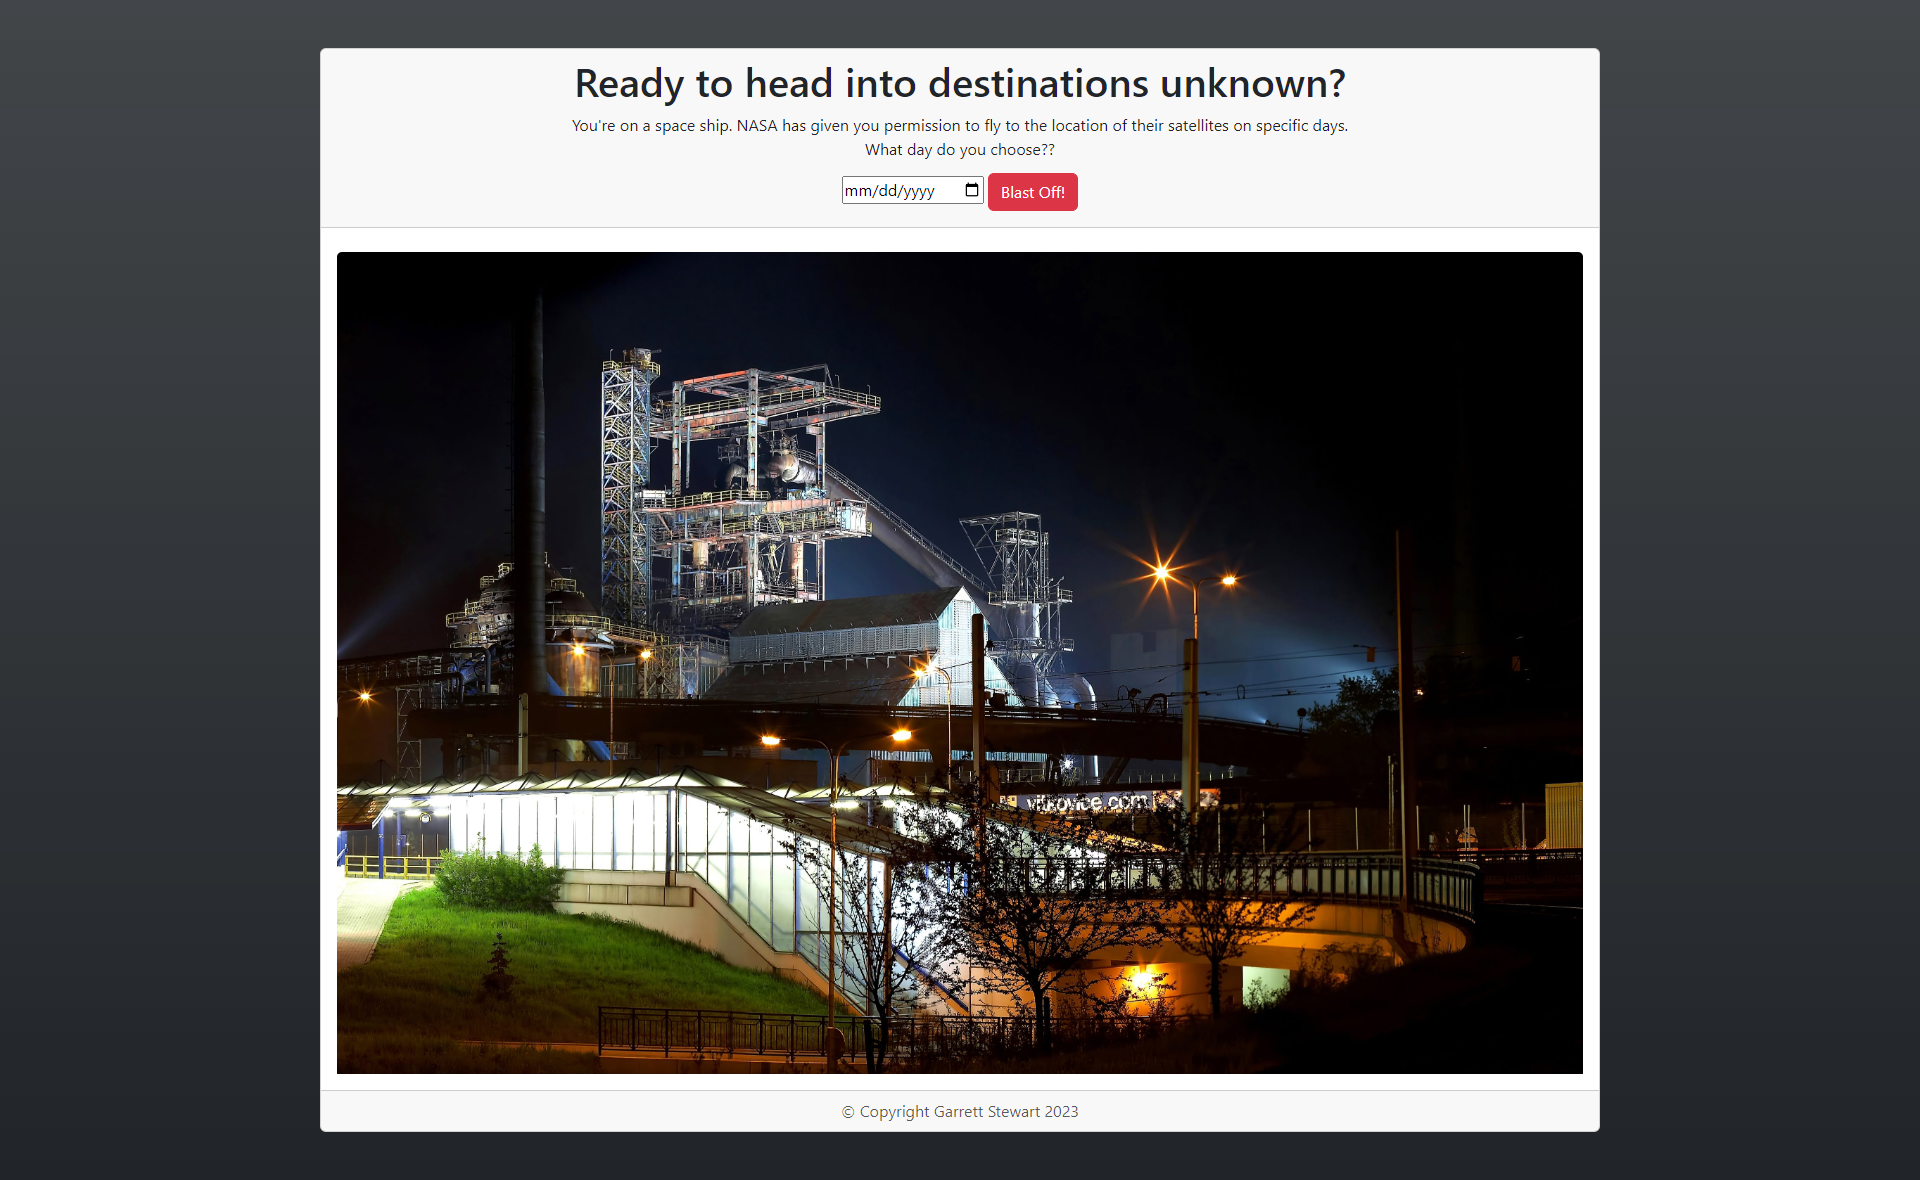 Ready to head into destinations unknown?
You're on a space ship. NASA has given you permission to fly to the location of their satellites on specific days.
What day do you choose??
mm/dd/yyyy Blast Off!
vitkovice.com
© Copyright Garrett Stewart 2023